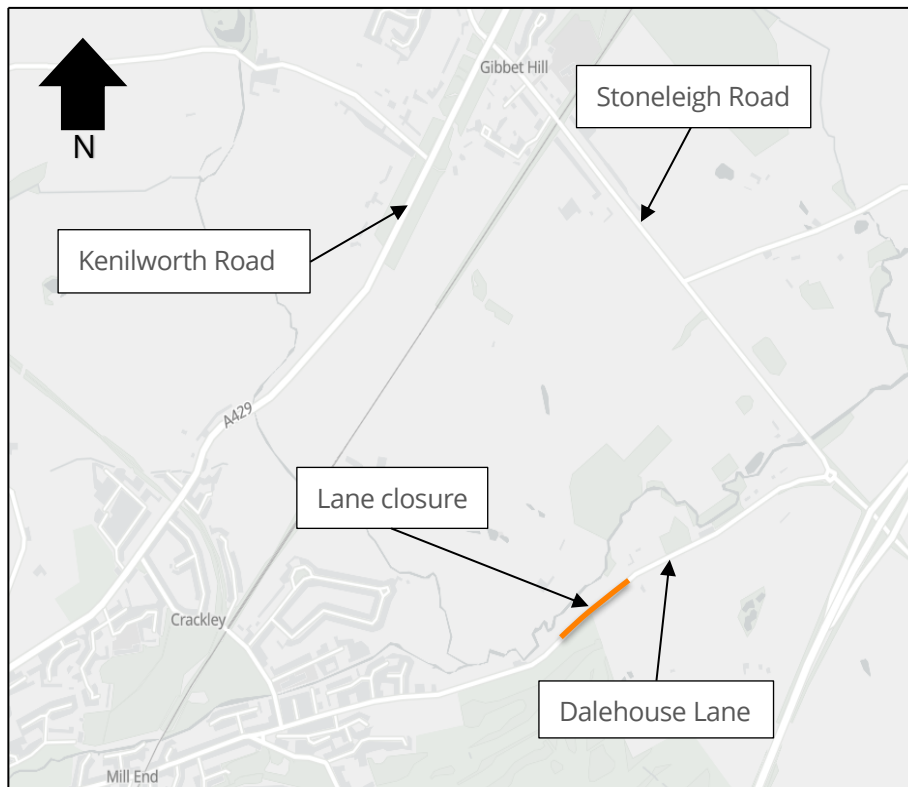 Gibbet Hill
Stoneleigh Road
N
Kenilworth Road
A429
Lane closure
Crackley
Dalehouse Lane
Mill End